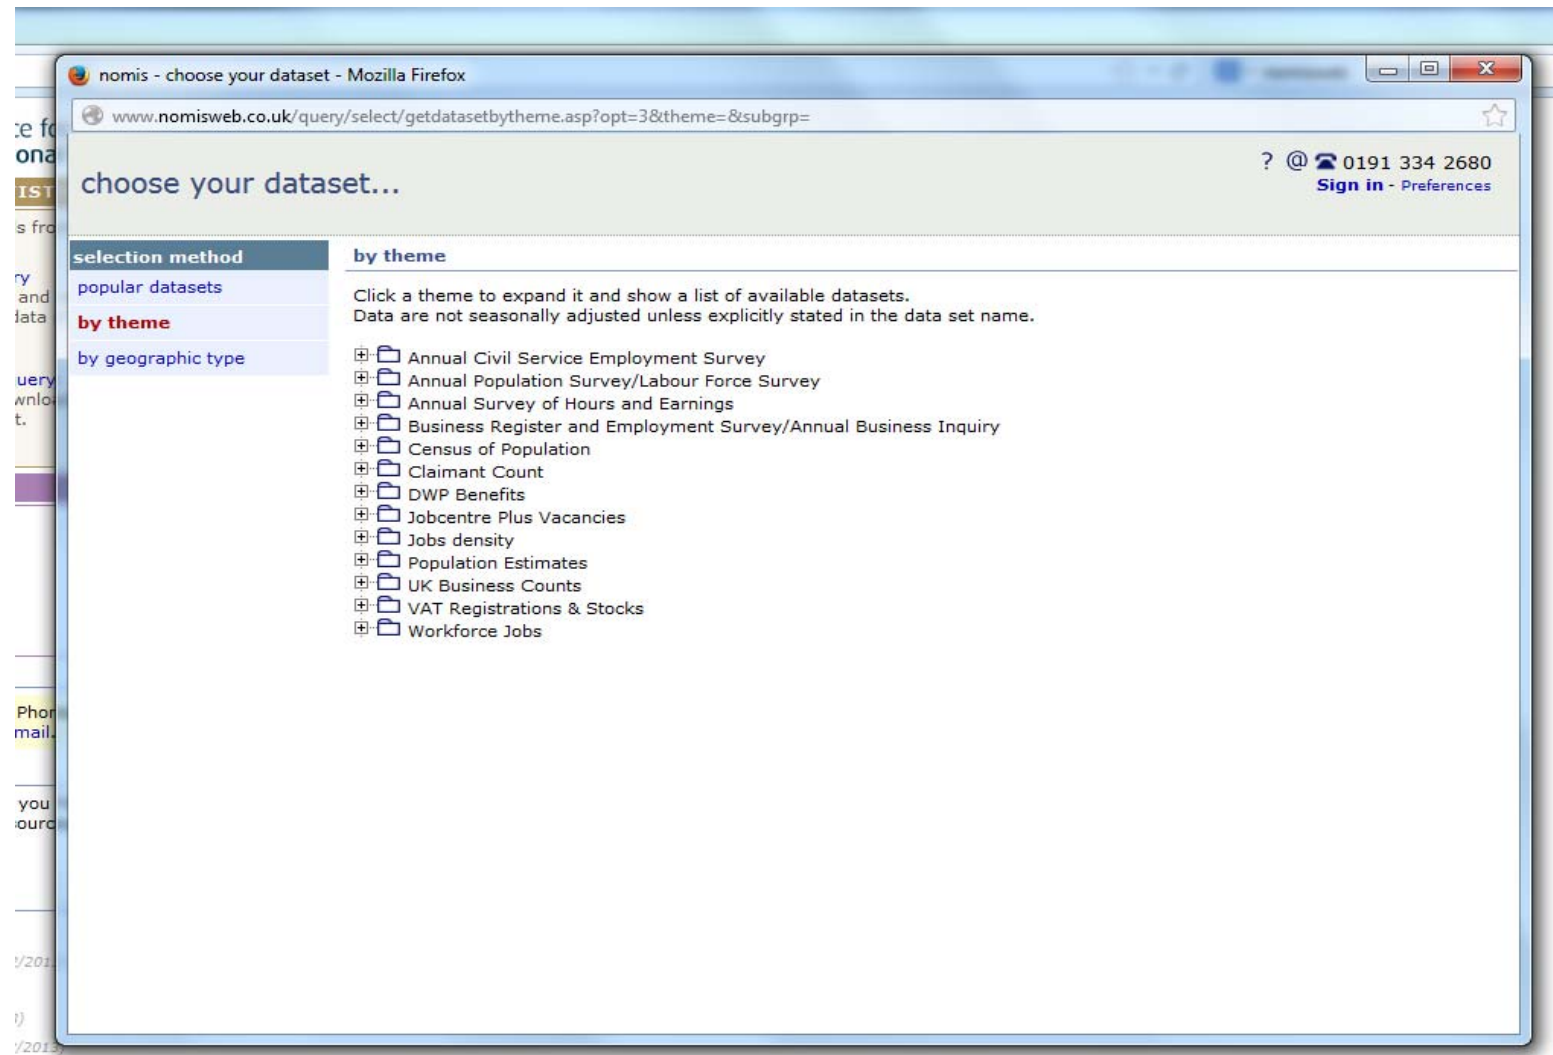 nomis - choose your dataset - Mozilla Firefox
www.nomisweb.co.uk/query/select/getdatasetbytheme.asp?opt=3&theme=&subgrp=
choose your dataset...
? @ ☎ 0191 334 2680
Sign in - Preferences
selection method
popular datasets
by theme
by geographic type
by theme
Click a theme to expand it and show a list of available datasets.
Data are not seasonally adjusted unless explicitly stated in the data set name.
Annual Civil Service Employment Survey
Annual Population Survey/Labour Force Survey
Annual Survey of Hours and Earnings
Business Register and Employment Survey/Annual Business Inquiry
Census of Population
Claimant Count
DWP Benefits
Jobcentre Plus Vacancies
Jobs density
Population Estimates
UK Business Counts
VAT Registrations & Stocks
Workforce Jobs
and
you